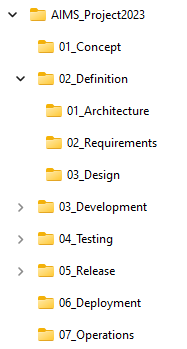 AIMS_Project2023
01_Concept
02_Definition
01_Architecture
02_Requirements
03_Design
03_Development
04_Testing
05_Release
06_Deployment
07_Operations